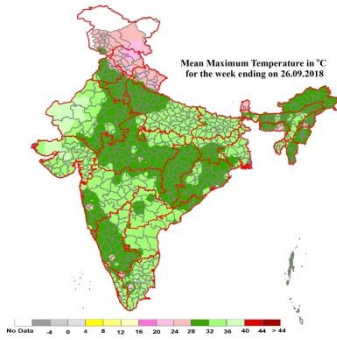 Mean Maximum Temperature in °C
for the week ending on 26.09.2018
No Data -4 0 4 8 12 16 20 24 28 32 36 40 44 > 44